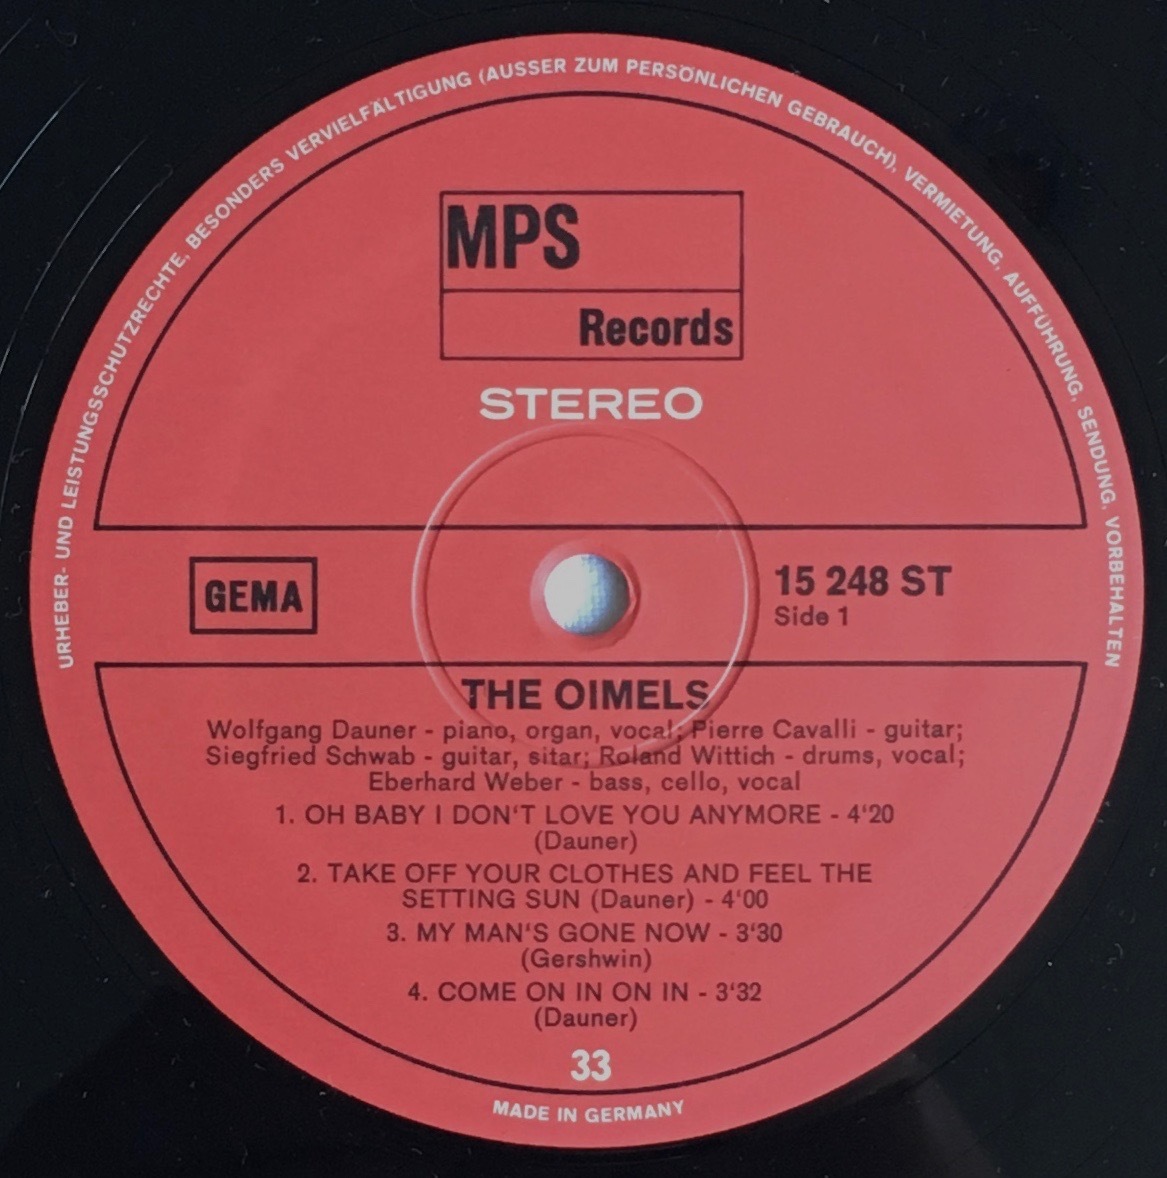 URHEBER- UND LEISTUNGSSCHUTZRECHTE, BESONDERS VERVIELFÄLTIGUNG (AUSSER ZUM PERSÖNLICHEN GEBRAUCH), VERMIETUNG, AUFFÜHRUNG, SENDUNG, VORBEHALTEN
MPS
Records
STEREO
GEMA
15 248 ST
Side 1
THE OIMELS
Wolfgang Dauner - piano, organ, vocal; Pierre Cavalli - guitar;
Siegfried Schwab - guitar, sitar; Roland Wittich - drums, vocal;
Eberhard Weber - bass, cello, vocal
1. OH BABY I DON'T LOVE YOU ANYMORE - 4'20
(Dauner)
2. TAKE OFF YOUR CLOTHES AND FEEL THE
SETTING SUN (Dauner) - 4'00
3. MY MAN'S GONE NOW - 3'30
(Gershwin)
4. COME ON IN ON IN - 3'32
(Dauner)
33
MADE IN GERMANY